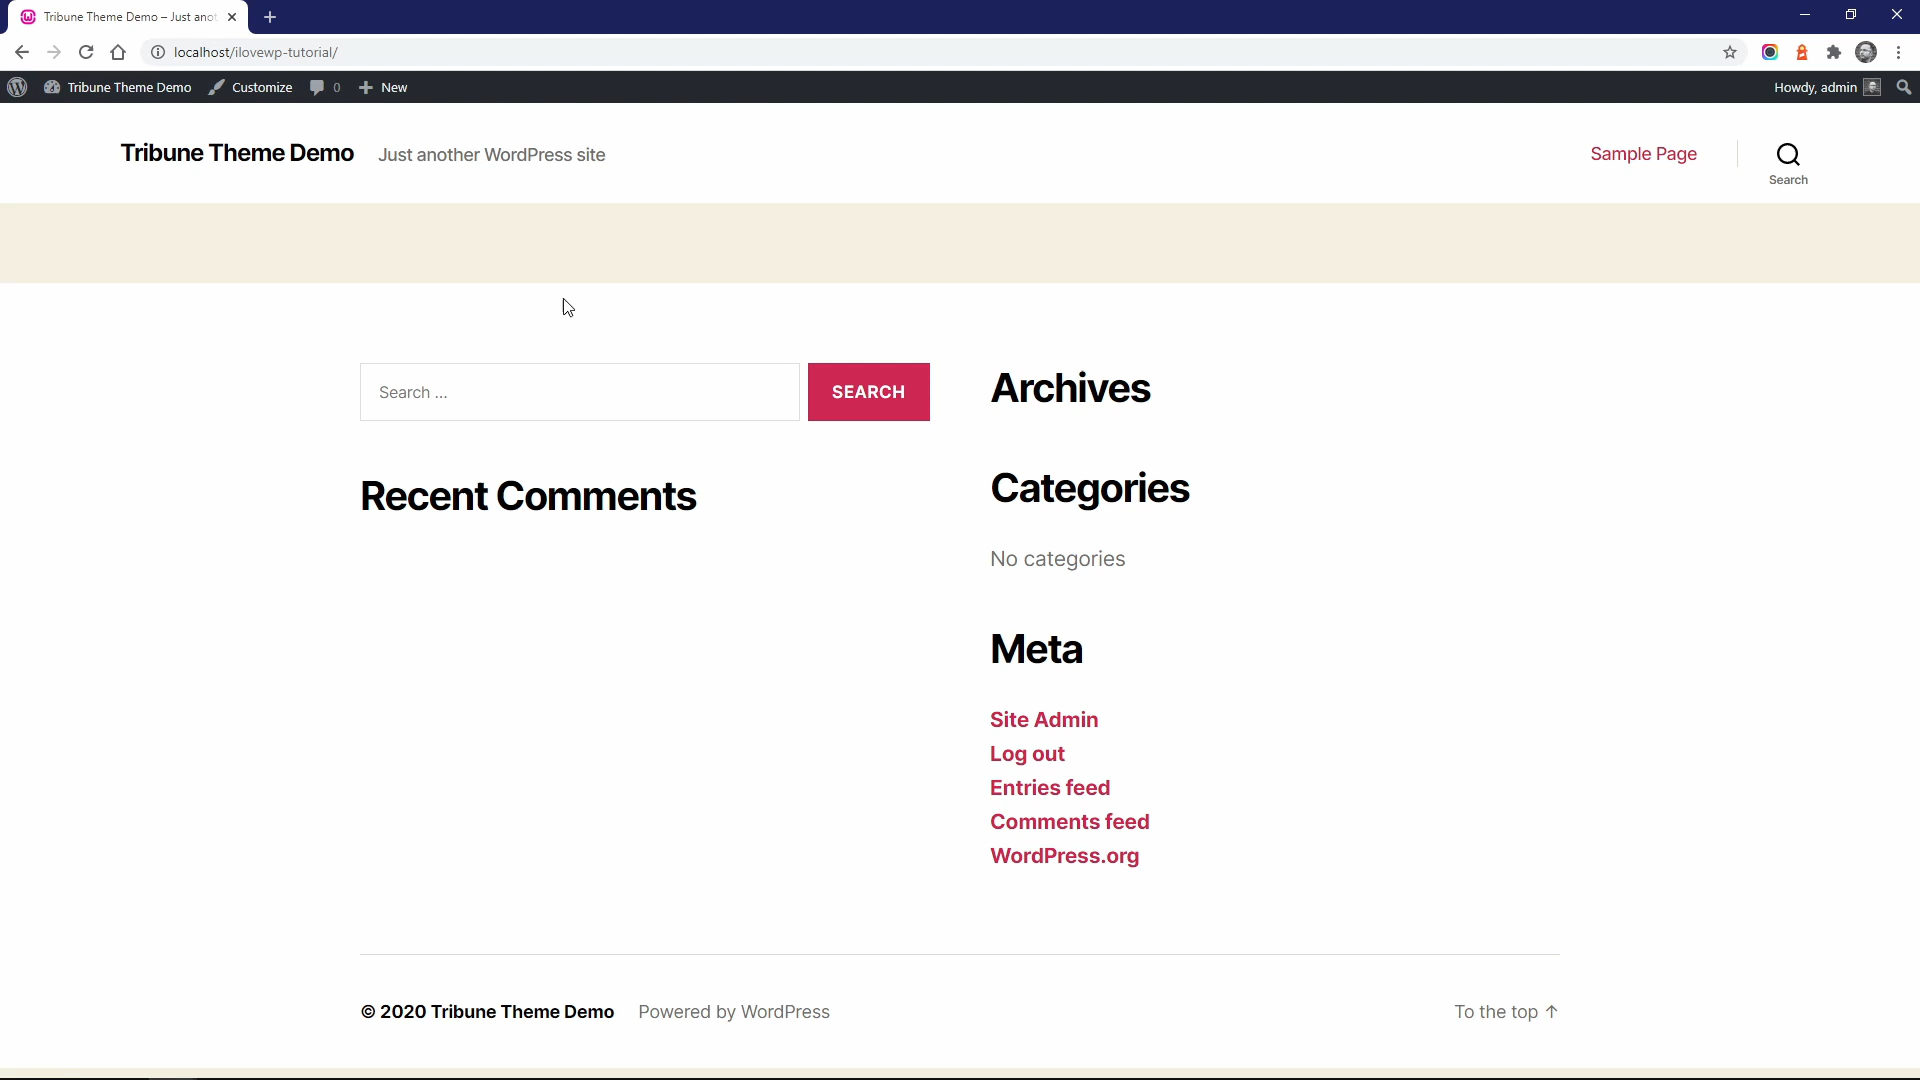 Tribune Theme Demo – Just anot
localhost/ilovewp-tutorial/
Tribune Theme Demo Customize 0 New Howdy, admin
Tribune Theme Demo Just another WordPress site Sample Page
Search
Search ... SEARCH
Recent Comments
Archives
Categories
No categories
Meta
Site Admin
Log out
Entries feed
Comments feed
WordPress.org
© 2020 Tribune Theme Demo Powered by WordPress To the top ↑